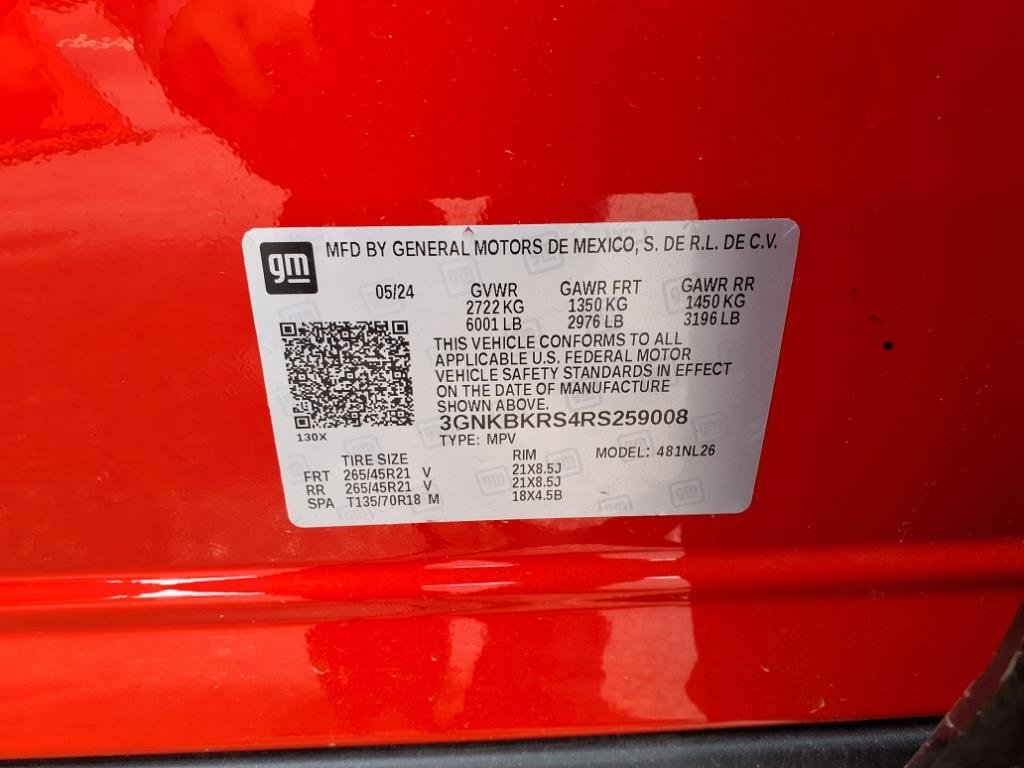 gm
MFD BY GENERAL MOTORS DE MEXICO, S. DE R.L. DE C.V.
05/24 GVWR GAWR FRT GAWR RR
2722 KG 1350 KG 1450 KG
6001 LB 2976 LB 3196 LB
THIS VEHICLE CONFORMS TO ALL
APPLICABLE U.S. FEDERAL MOTOR
VEHICLE SAFETY STANDARDS IN EFFECT
ON THE DATE OF MANUFACTURE
SHOWN ABOVE.
130X
3GNKBKRS4RS259008
TYPE: MPV MODEL: 481NL26
TIRE SIZE RIM
FRT 265/45R21 V 21X8.5J
RR 265/45R21 V 21X8.5J
SPA T135/70R18 M 18X4.5B